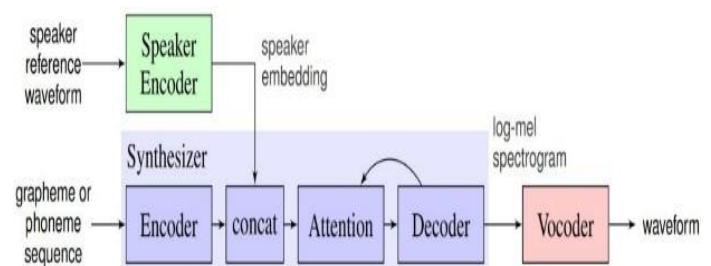 speaker
reference
waveform
Speaker
Encoder
speaker
embedding
Synthesizer
log-mel
spectrogram
grapheme or
phoneme
sequence
Encoder
concat
Attention
Decoder
Vocoder
waveform